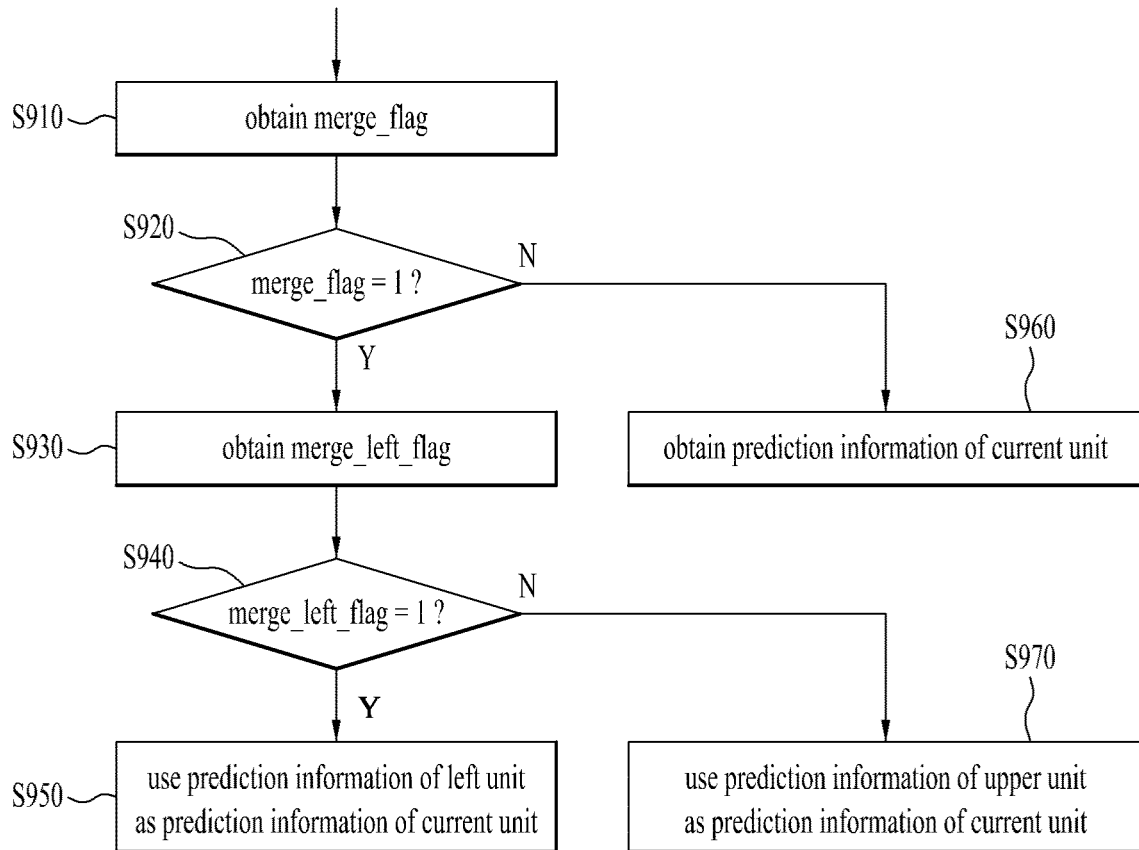 S910
obtain merge_flag
S920
merge_flag = 1 ?
N
Y
S960
S930
obtain merge_left_flag
obtain prediction information of current unit
S940
merge_left_flag = 1 ?
N
Y
S970
S950
use prediction information of left unit
as prediction information of current unit
use prediction information of upper unit
as prediction information of current unit